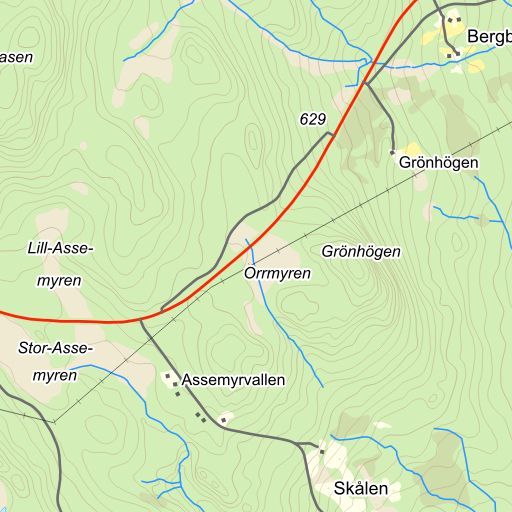 Bergb
asen
629
Grönhögen
Lill-Asse-
myren
Grönhögen
Orrmyren
Stor-Asse-
myren
Assemyrvallen
Skålen